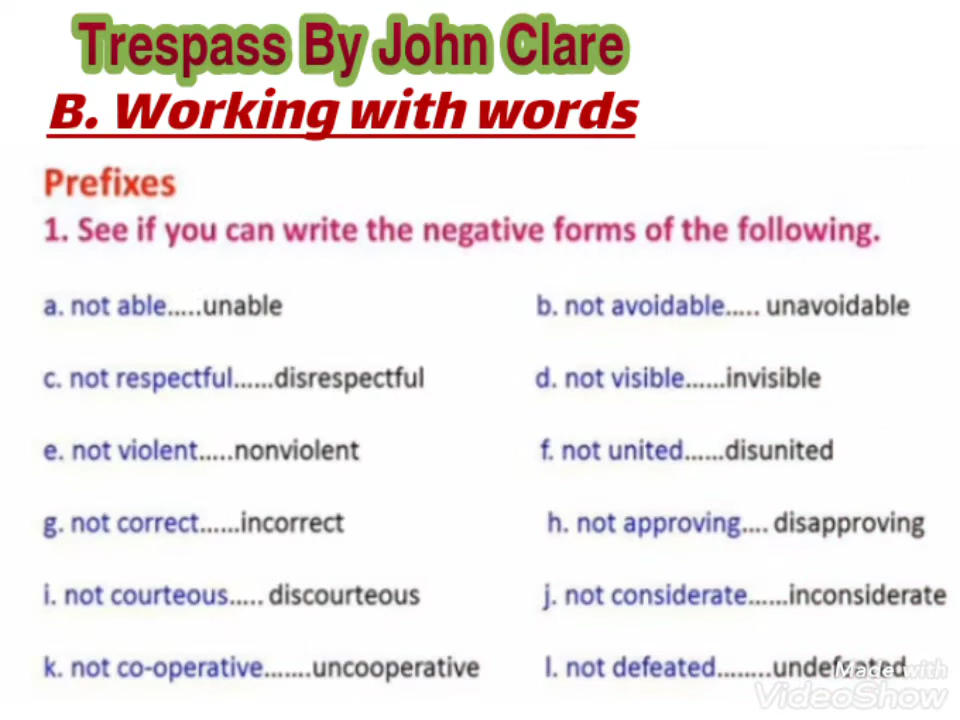 Trespass By John Clare
B. Working with words
Prefixes
1. See if you can write the negative forms of the following.
a. not able.....unable b. not avoidable..... unavoidable
c. not respectful......disrespectful d. not visible......invisible
e. not violent.....nonviolent f. not united......disunited
g. not correct......incorrect h. not approving.... disapproving
i. not courteous..... discourteous j. not considerate......inconsiderate
k. not co-operative.......uncooperative l. not defeated........undefeated
Made with
VideoShow